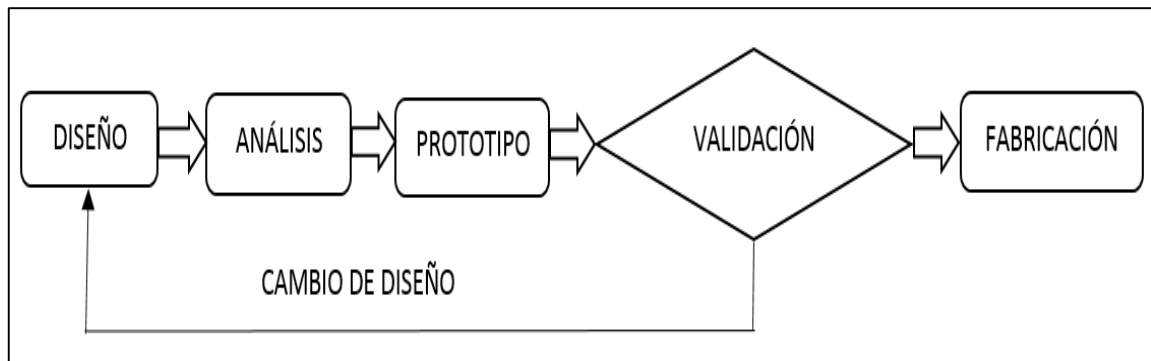 DISEÑO
ANÁLISIS
PROTOTIPO
VALIDACIÓN
FABRICACIÓN
CAMBIO DE DISEÑO